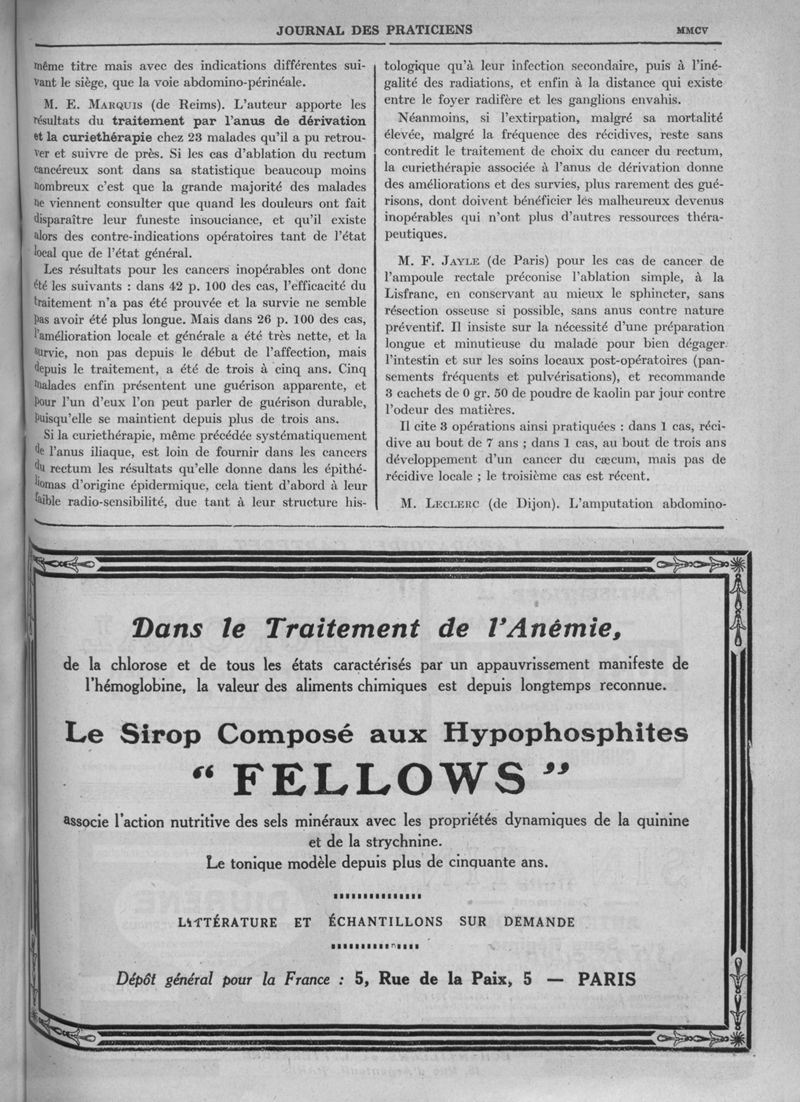 JOURNAL DES PRATICIENS
MMCV
même titre mais avec des indications différentes sui-
vant le siège, que la voie abdomino-périnéale.
M. E. MARQUIS (de Reims). L'auteur apporte les
résultats du traitement par l'anus de dérivation
et la curiethérapie chez 23 malades qu'il a pu retrou-
ver et suivre de près. Si les cas d'ablation du rectum
cancéreux sont dans sa statistique beaucoup moins
nombreux c'est que la grande majorité des malades
ne viennent consulter que quand les douleurs ont fait
disparaître leur funeste insouciance, et qu'il existe
alors des contre-indications opératoires tant de l'état
local que de l'état général.
Les résultats pour les cancers inopérables ont donc
été les suivants : dans 42 p. 100 des cas, l'efficacité du
traitement n'a pas été prouvée et la survie ne semble
pas avoir été plus longue. Mais dans 26 p. 100 des cas,
l'amélioration locale et générale a été très nette, et la
survie, non pas depuis le début de l'affection, mais
depuis le traitement, a été de trois à cinq ans. Cinq
malades enfin présentent une guérison apparente, et
pour l'un d'eux l'on peut parler de guérison durable,
puisqu'elle se maintient depuis plus de trois ans.
Si la curiethérapie, même précédée systématiquement
de l'anus iliaque, est loin de fournir dans les cancers
du rectum les résultats qu'elle donne dans les épithé-
liomas d'origine épidermique, cela tient d'abord à leur
faible radio-sensibilité, due tant à leur structure his-
tologique qu'à leur infection secondaire, puis à l'iné-
galité des radiations, et enfin à la distance qui existe
entre le foyer radifère et les ganglions envahis.
Néanmoins, si l'extirpation, malgré sa mortalité
élevée, malgré la fréquence des récidives, reste sans
contredit le traitement de choix du cancer du rectum,
la curiethérapie associée à l'anus de dérivation donne
des améliorations et des survies, plus rarement des gué-
risons, dont doivent bénéficier les malheureux devenus
inopérables qui n'ont plus d'autres ressources théra-
peutiques.
M. F. JAYLE (de Paris) pour les cas de cancer de
l'ampoule rectale préconise l'ablation simple, à la
Lisfranc, en conservant au mieux le sphincter, sans
résection osseuse si possible, sans anus contre nature
préventif. Il insiste sur la nécessité d'une préparation
longue et minutieuse du malade pour bien dégager
l'intestin et sur les soins locaux post-opératoires (pan-
sements fréquents et pulvérisations), et recommande
3 cachets de 0 gr. 50 de poudre de kaolin par jour contre
l'odeur des matières.
Il cite 3 opérations ainsi pratiquées : dans 1 cas, réci-
dive au bout de 7 ans ; dans 1 cas, au bout de trois ans
développement d'un cancer du cæcum, mais pas de
récidive locale ; le troisième cas est récent.
M. LECLERC (de Dijon). L'amputation abdomino-
Dans le Traitement de l'Anémie,
de la chlorose et de tous les états caractérisés par un appauvrissement manifeste de
l'hémoglobine, la valeur des aliments chimiques est depuis longtemps reconnue.
Le Sirop Composé aux Hypophosphites
“ FELLOWS ”
associe l'action nutritive des sels minéraux avec les propriétés dynamiques de la quinine
et de la strychnine.
Le tonique modèle depuis plus de cinquante ans.
LITTÉRATURE ET ÉCHANTILLONS SUR DEMANDE
Dépôt général pour la France : 5, Rue de la Paix, 5 — PARIS